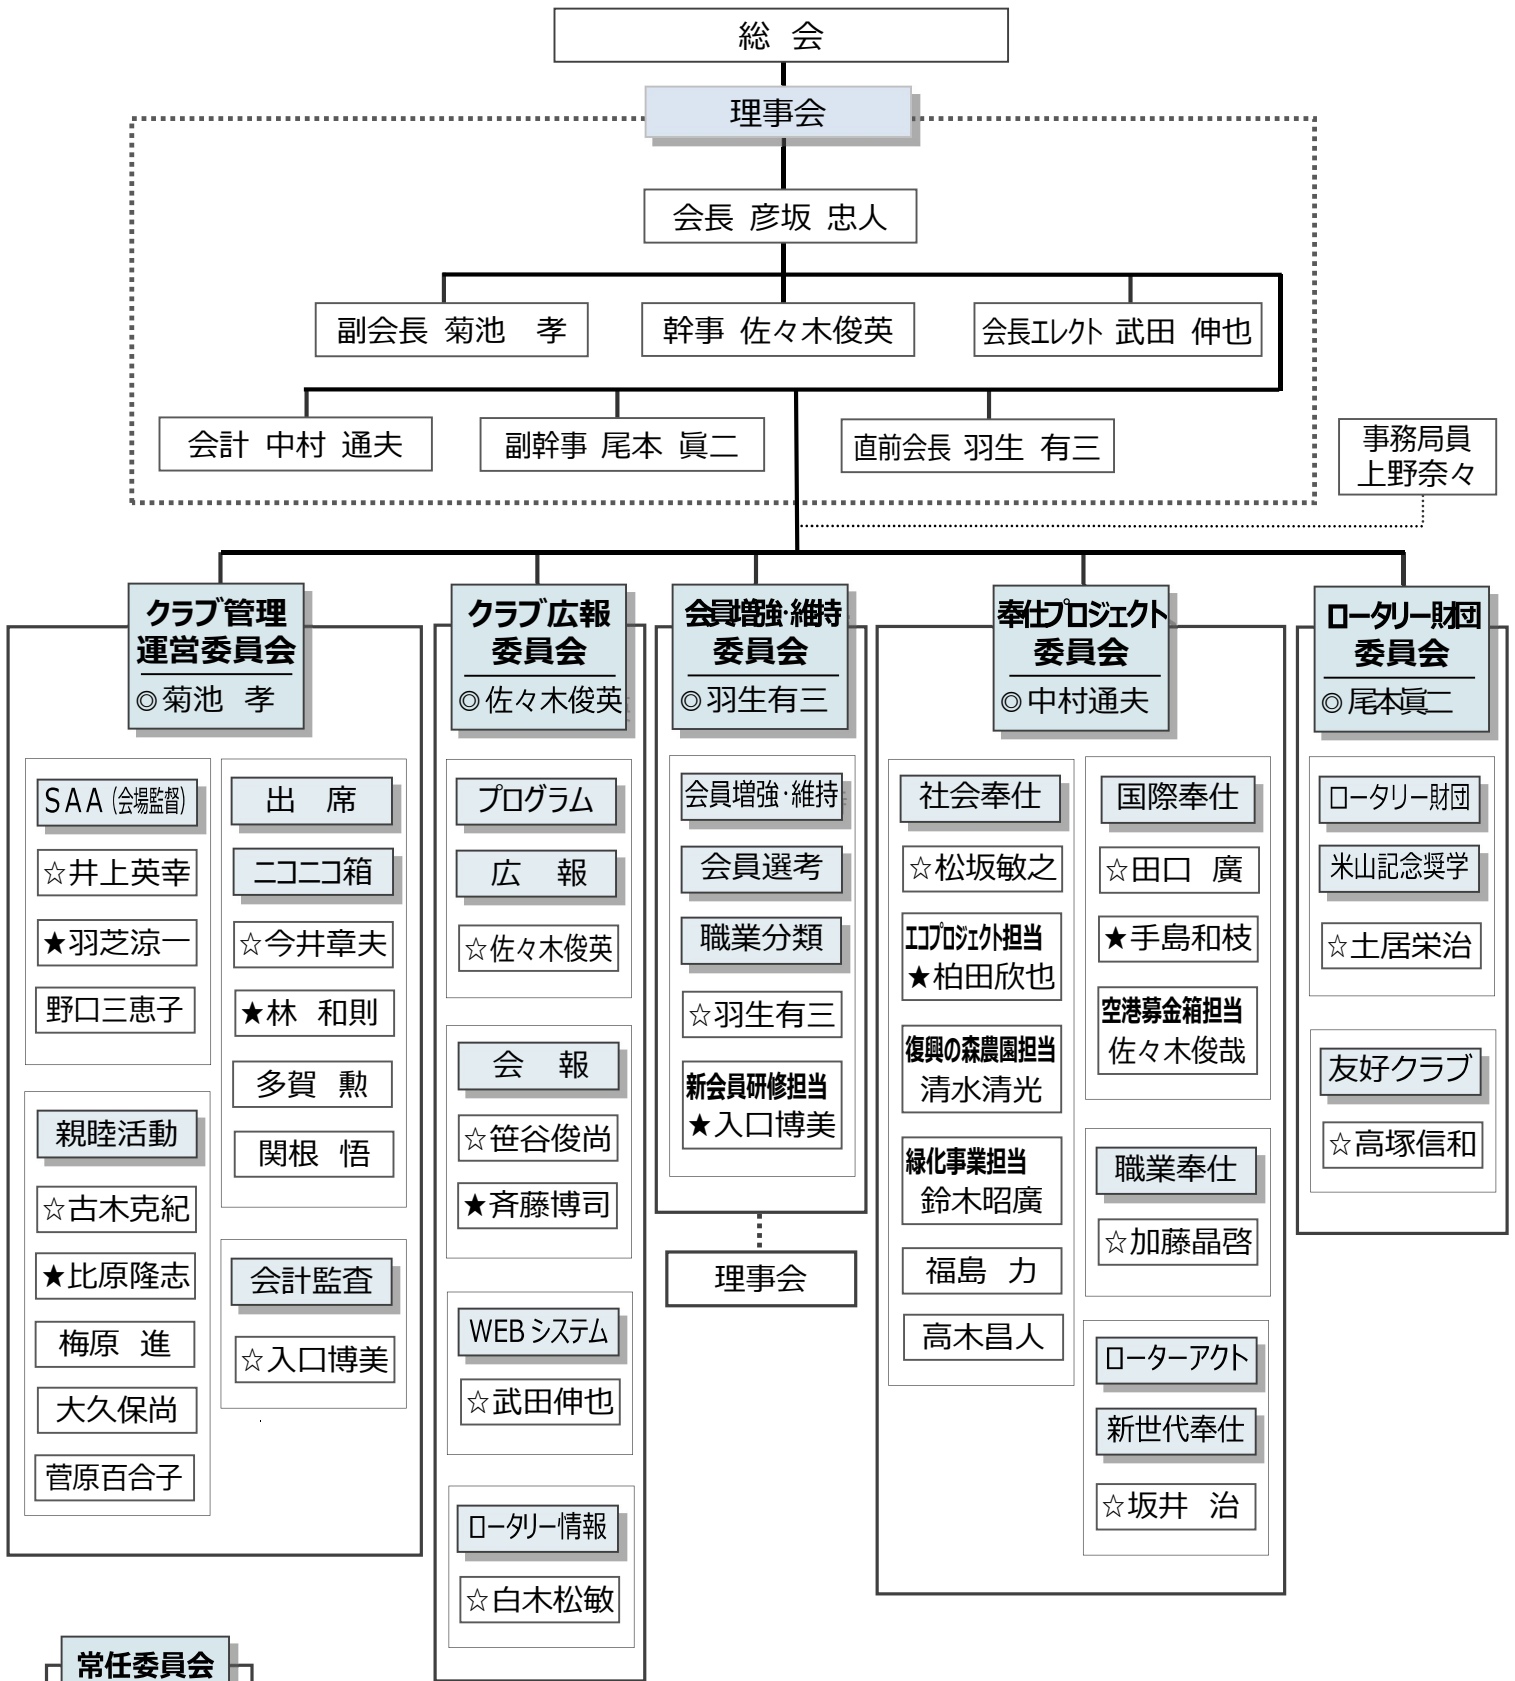 総 会
理事会
会長 彦坂 忠人
副会長 菊池 孝
幹事 佐々木俊英
会長エレクト 武田 伸也
会計 中村 通夫
副幹事 尾本 眞二
直前会長 羽生 有三
事務局員
上野奈々
クラブ管理
運営委員会
◎菊池 孝
SAA(会場監督)
☆井上英幸
★羽芝涼一
野口三恵子
親睦活動
☆古木克紀
★比原隆志
梅原 進
大久保尚
菅原百合子
出 席
ニコニコ箱
☆今井章夫
★林 和則
多賀 勲
関根 悟
会計監査
☆入口博美
クラブ広報
委員会
◎佐々木俊英
プログラム
広 報
☆佐々木俊英
会 報
☆笹谷俊尚
★斉藤博司
WEBシステム
☆武田伸也
ロータリー情報
☆白木松敏
会員増強・維持
委員会
◎羽生有三
会員増強・維持
会員選考
職業分類
☆羽生有三
新会員研修担当
★入口博美
理事会
奉仕プロジェクト
委員会
◎中村通夫
社会奉仕
☆松坂敏之
エコプロジェクト担当
★柏田欣也
復興の森農園担当
清水清光
緑化事業担当
鈴木昭廣
福島 力
高木昌人
国際奉仕
☆田口 廣
★手島和枝
空港募金箱担当
佐々木俊哉
職業奉仕
☆加藤晶啓
ローターアクト
新世代奉仕
☆坂井 治
ロータリー財団
委員会
◎尾本眞二
ロータリー財団
米山記念奨学
☆土居栄治
友好クラブ
☆高塚信和
常任委員会